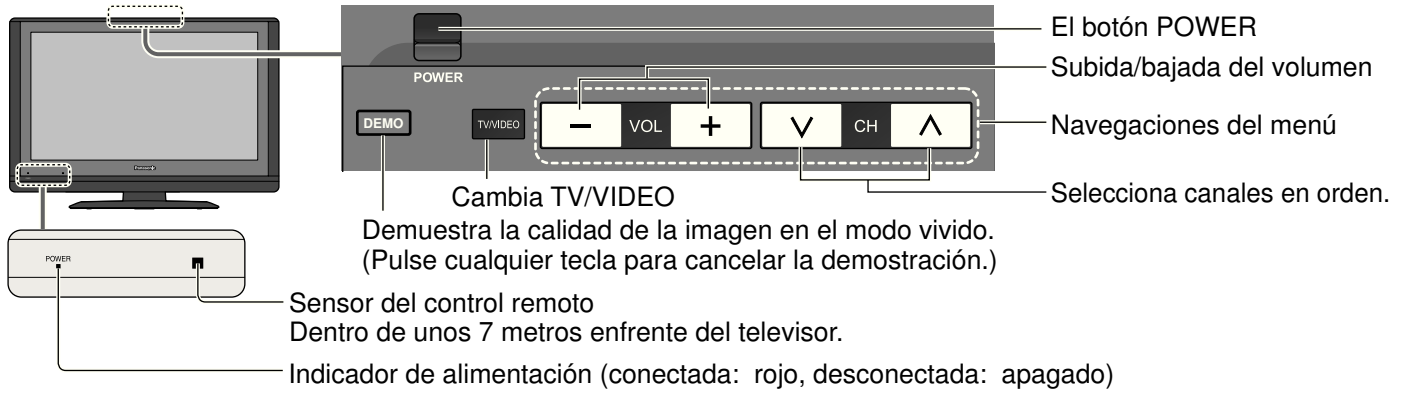 El botón POWER
POWER
Subida/bajada del volumen
DEMO
TV/VIDEO
VOL
CH
Navegaciones del menú
Cambia TV/VIDEO
Selecciona canales en orden.
Demuestra la calidad de la imagen en el modo vivido.
(Pulse cualquier tecla para cancelar la demostración.)
POWER
Sensor del control remoto
Dentro de unos 7 metros enfrente del televisor.
Indicador de alimentación (conectada: rojo, desconectada: apagado)